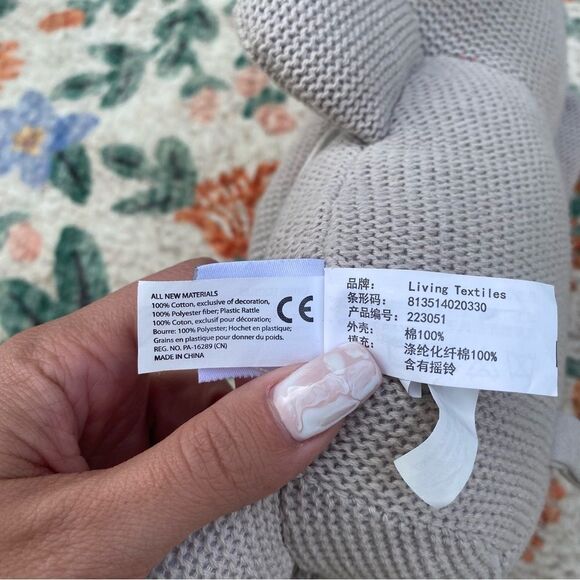 ALL NEW MATERIALS
100% Cotton, exclusive of decoration,
100% Polyester fiber; Plastic Rattle
100% Coton, exclusif pour décoration;
Bourre: 100% Polyester; Hochet en plastique;
Grains en plastique pour donner du poids.
REG. NO. PA-16289 (CN)
MADE IN CHINA
CE
品牌: Living Textiles
条形码: 813514020330
产品编号: 223051
外壳: 棉100%
填充: 涤纶化纤棉100%
含有摇铃